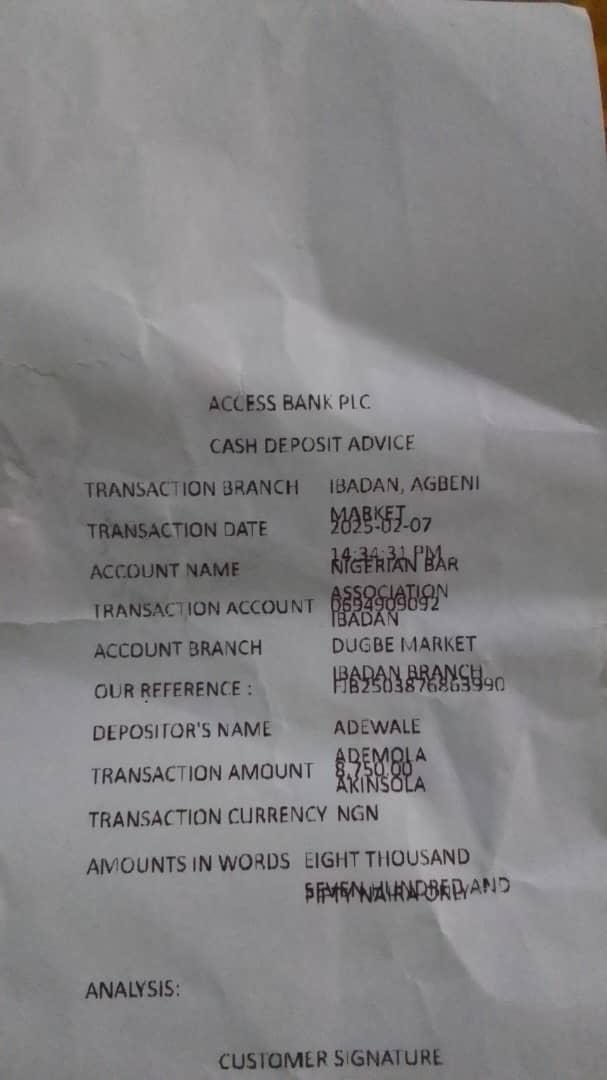 ACCESS BANK PLC
CASH DEPOSIT ADVICE
TRANSACTION BRANCH IBADAN, AGBENI
MARKET
TRANSACTION DATE 2025-02-07
14:34:31 PM
ACCOUNT NAME NIGERIAN BAR
ASSOCIATION
TRANSACTION ACCOUNT 0694909092
IBADAN
ACCOUNT BRANCH DUGBE MARKET
IBADAN BRANCH
OUR REFERENCE :
DEPOSITOR'S NAME ADEWALE
ADEMOLA
TRANSACTION AMOUNT 8,750.00
AKINSOLA
TRANSACTION CURRENCY NGN
AMOUNTS IN WORDS EIGHT THOUSAND
SEVEN HUNDRED AND
FIFTY NAIRA ONLY
ANALYSIS:
CUSTOMER SIGNATURE